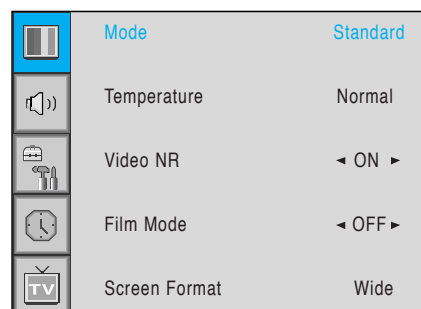 Mode Standard
Temperature Normal
Video NR ◄ ON ►
Film Mode ◄ OFF ►
TV Screen Format Wide